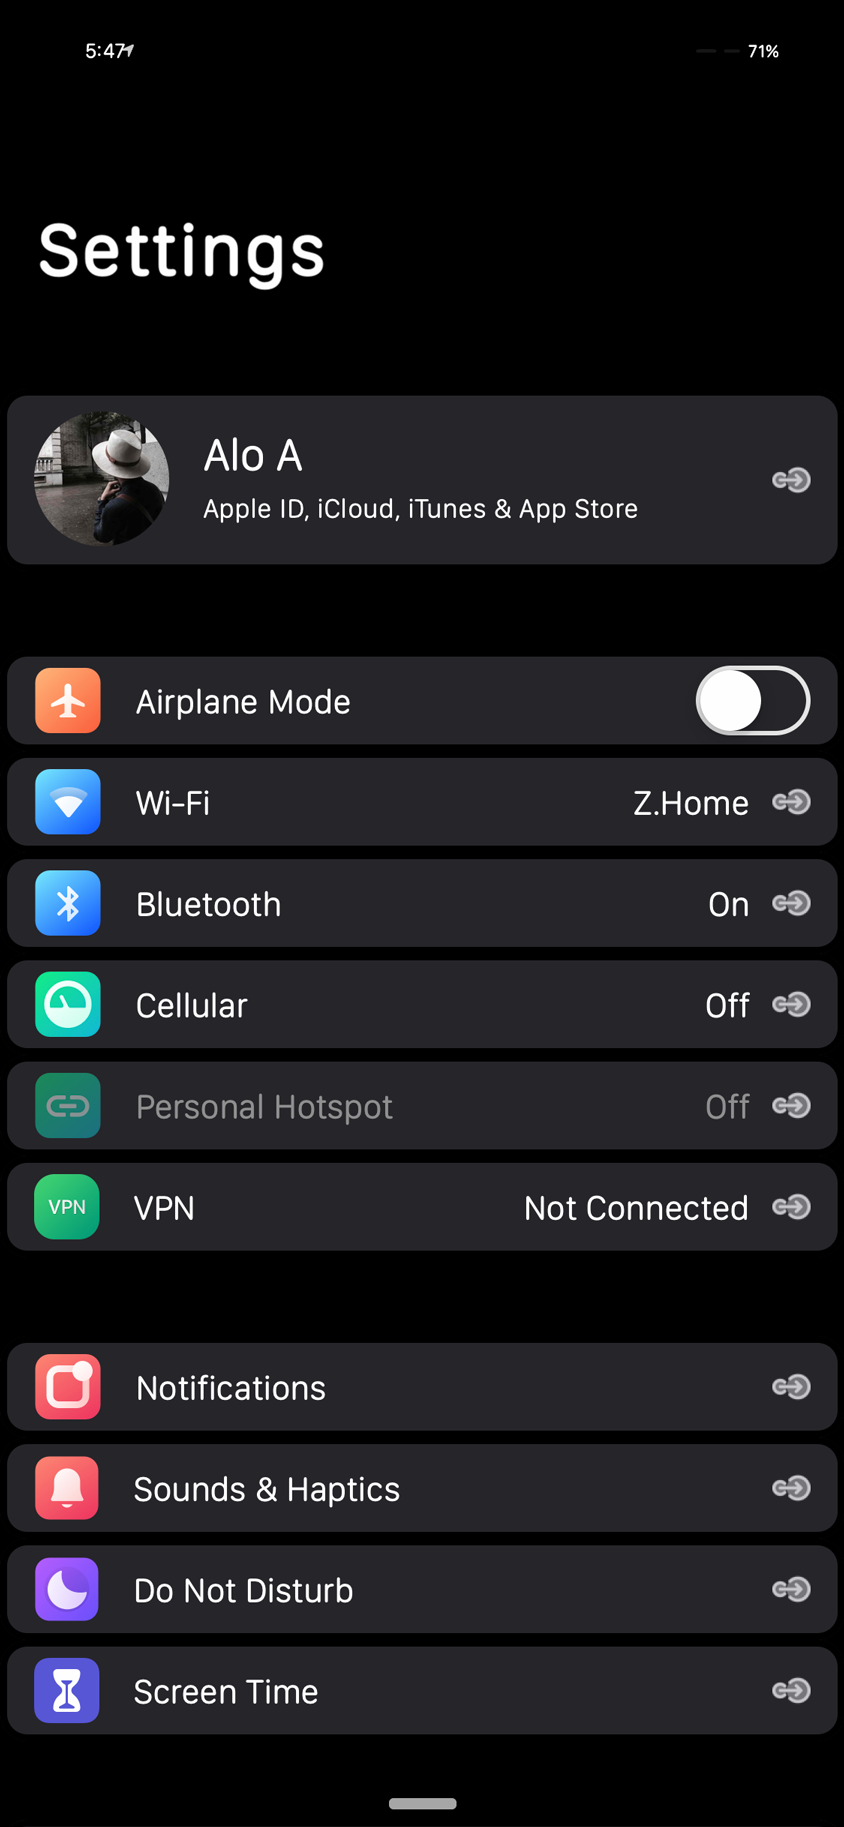 5:47
71%
Settings
Alo A
Apple ID, iCloud, iTunes & App Store
Airplane Mode
Wi-Fi Z.Home
Bluetooth On
Cellular Off
Personal Hotspot Off
VPN VPN Not Connected
Notifications
Sounds & Haptics
Do Not Disturb
Screen Time